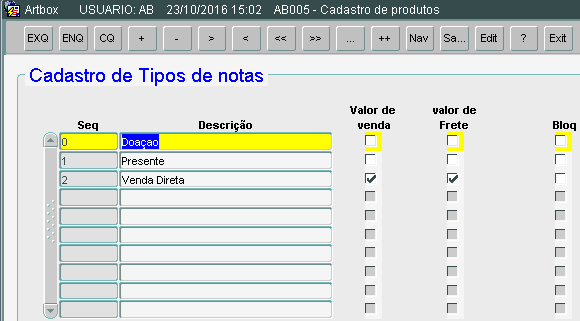 Artbox USUARIO: AB 23/10/2016 15:02 AB005 - Cadastro de produtos
EXQ ENQ CQ + - > < << >> ... ++ Nav Sa... Edit ? Exit
Cadastro de Tipos de notas
Valor de valor de
Seq Descrição venda Frete Bloq
0 Doaçao
1 Presente
2 Venda Direta